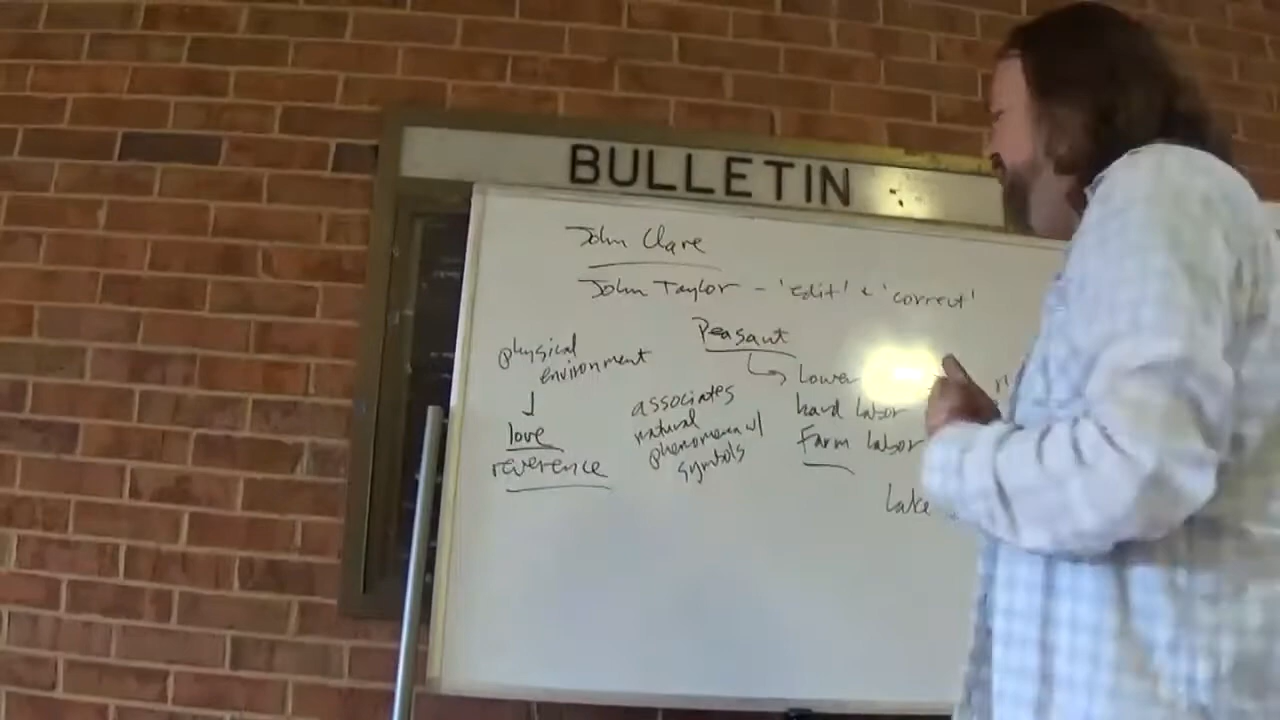 BULLETIN
John Clare
John Taylor - 'edit' + 'correct'
Peasant
physical
environment
love
reverence
associates
natural
phenomena w/
symbols
Lower
hard labor
Farm labor
Lake